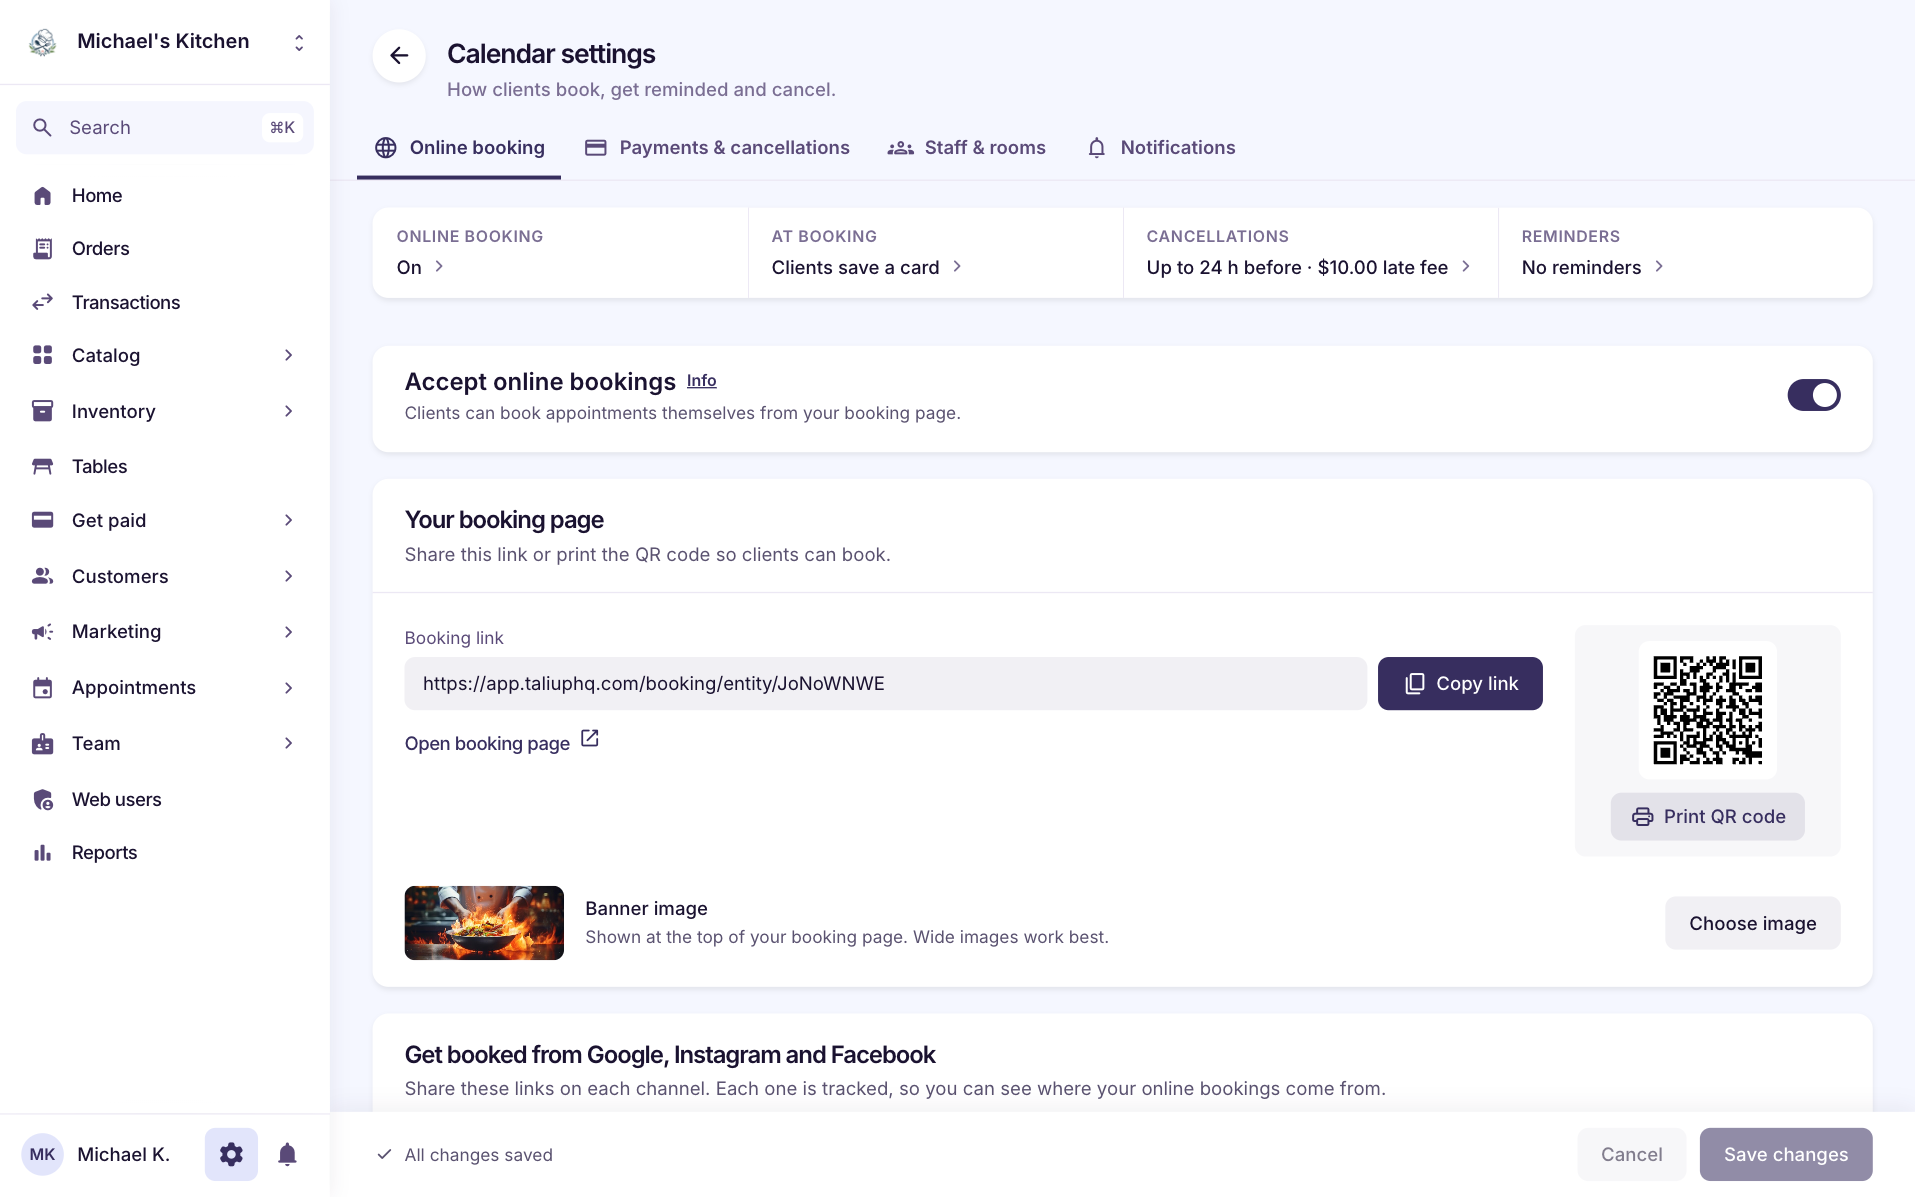 Michael's Kitchen
Search
⌘K
Home
Orders
Transactions
Catalog
Inventory
Tables
Get paid
Customers
Marketing
Appointments
Team
Web users
Reports
MK
Michael K.
Calendar settings
How clients book, get reminded and cancel.
Online booking
Payments & cancellations
Staff & rooms
Notifications
ONLINE BOOKING
On
AT BOOKING
Clients save a card
CANCELLATIONS
Up to 24 h before · $10.00 late fee
REMINDERS
No reminders
Accept online bookings Info
Clients can book appointments themselves from your booking page.
Your booking page
Share this link or print the QR code so clients can book.
Booking link
https://app.taliuphq.com/booking/entity/JoNoWNWE
Copy link
Open booking page
Print QR code
Banner image
Shown at the top of your booking page. Wide images work best.
Choose image
Get booked from Google, Instagram and Facebook
Share these links on each channel. Each one is tracked, so you can see where your online bookings come from.
All changes saved
Cancel
Save changes